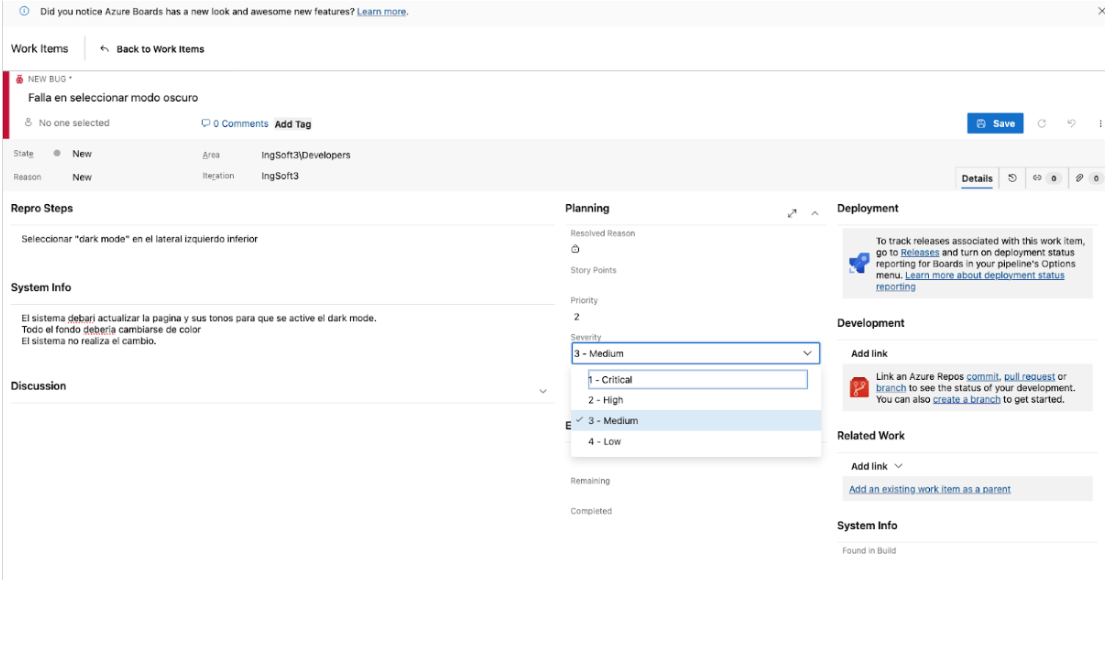 Did you notice Azure Boards has a new look and awesome new features? Learn more.
Work Items
Back to Work Items
NEW BUG *
Falla en seleccionar modo oscuro
No one selected
0 Comments Add Tag
Save
State New
Area IngSoft3\Developers
Reason New
Iteration IngSoft3
Details
0
0
Repro Steps
Seleccionar "dark mode" en el lateral izquierdo inferior
System Info
El sistema debari actualizar la pagina y sus tonos para que se active el dark mode.
Todo el fondo deberia cambiarse de color
El sistema no realiza el cambio.
Discussion
Planning
Resolved Reason
Story Points
Priority
2
Severity
3 - Medium
1 - Critical
2 - High
3 - Medium
4 - Low
E
Remaining
Completed
Deployment
To track releases associated with this work item,
go to Releases and turn on deployment status
reporting for Boards in your pipeline's Options
menu. Learn more about deployment status
reporting
Development
Add link
Link an Azure Repos commit, pull request or
branch to see the status of your development.
You can also create a branch to get started.
Related Work
Add link
Add an existing work item as a parent
System Info
Found in Build